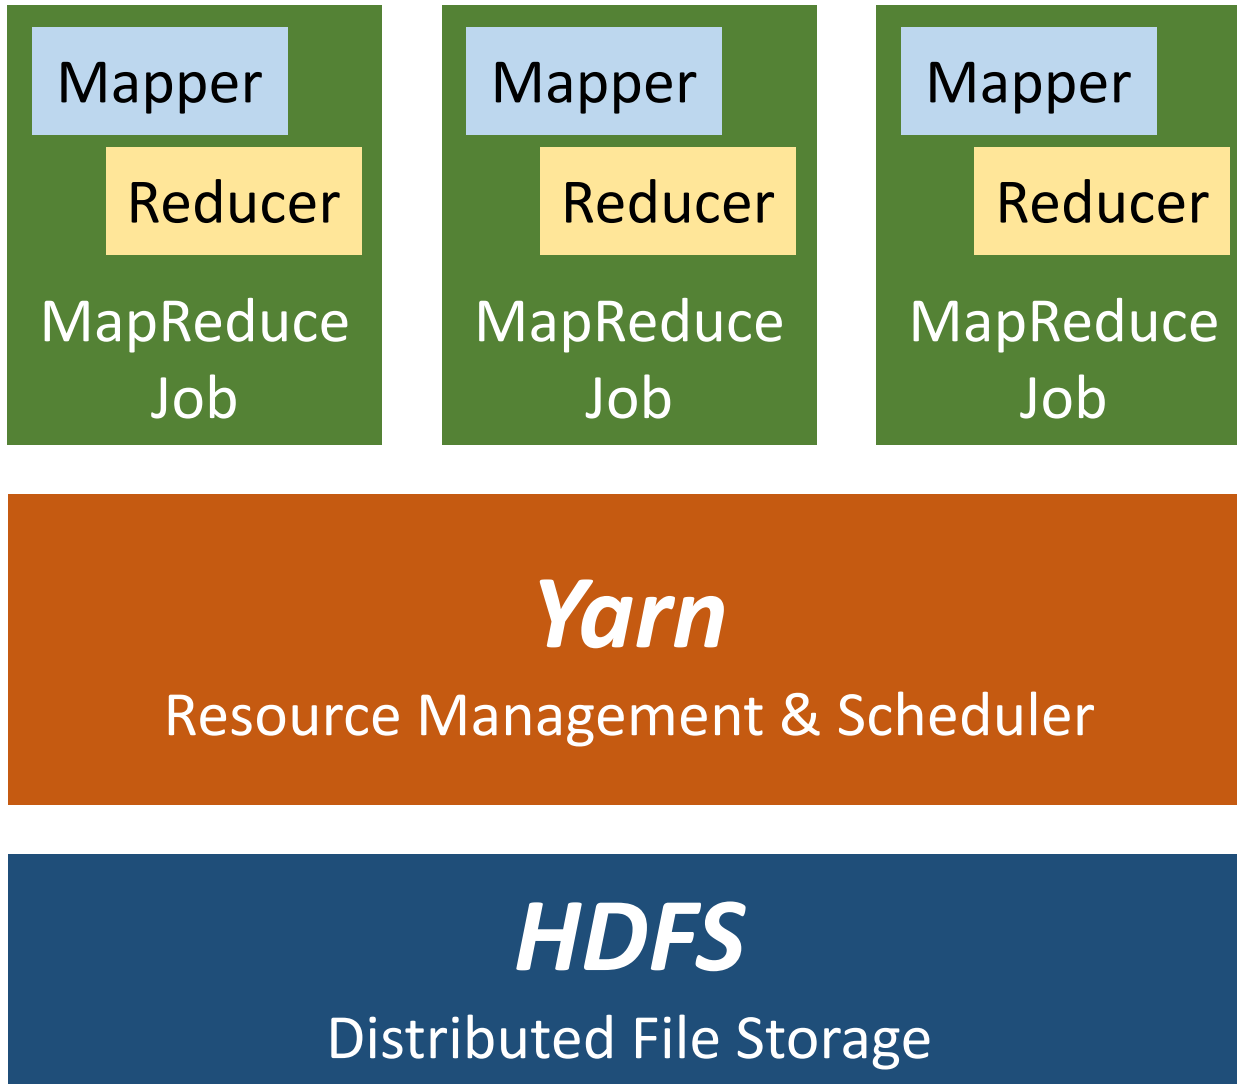 Mapper
Reducer
MapReduce
Job
Mapper
Reducer
MapReduce
Job
Mapper
Reducer
MapReduce
Job
Yarn
Resource Management & Scheduler
HDFS
Distributed File Storage